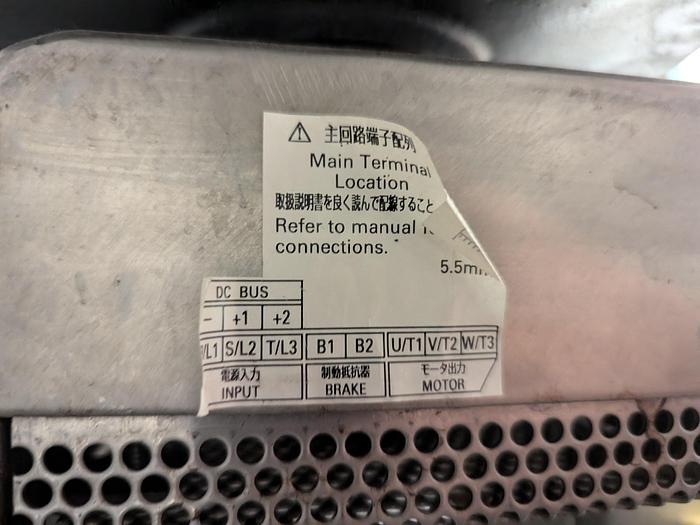 ⚠ 主回路端子配列
Main Terminal
Location
取扱説明書を良く読んで配線すること
Refer to manual
connections.
5.5m
DC BUS
− +1 +2
/L1 S/L2 T/L3 B1 B2 U/T1 V/T2 W/T3
電源入力 制動抵抗器 モータ出力
INPUT BRAKE MOTOR